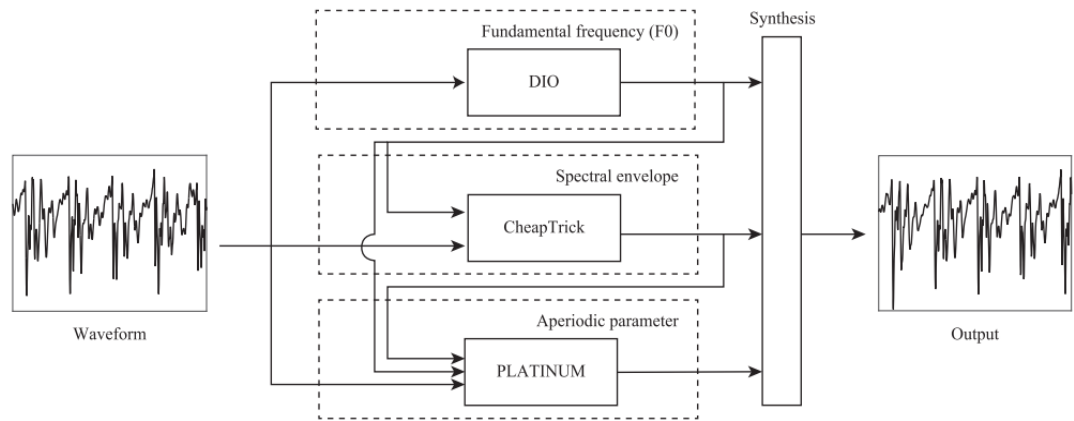 Synthesis
Fundamental frequency (F0)
DIO
Spectral envelope
CheapTrick
Waveform
Aperiodic parameter
PLATINUM
Output